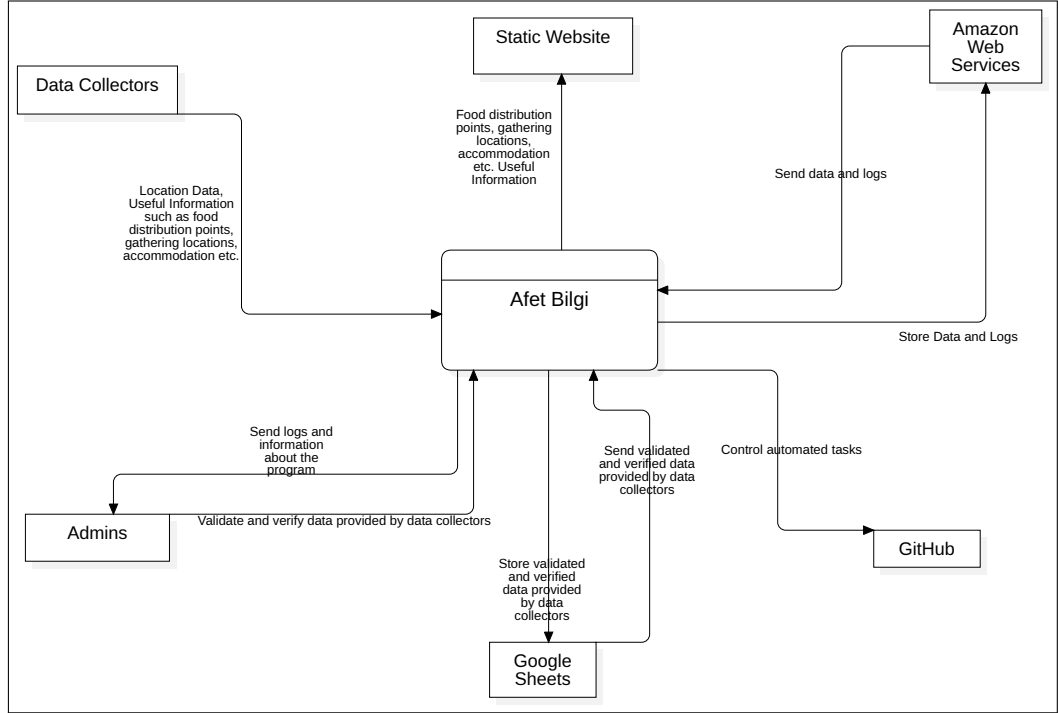 Static Website
Amazon
Web
Services
Data Collectors
Food distribution
points, gathering
locations,
accommodation
etc. Useful
Information
Send data and logs
Location Data,
Useful Information
such as food
distribution points,
gathering locations,
accommodation etc.
Afet Bilgi
Store Data and Logs
Send logs and
information
about the
program
Send validated
and verified data
provided by data
collectors
Control automated tasks
Admins
Validate and verify data provided by data collectors
GitHub
Store validated
and verified
data provided
by data
collectors
Google
Sheets